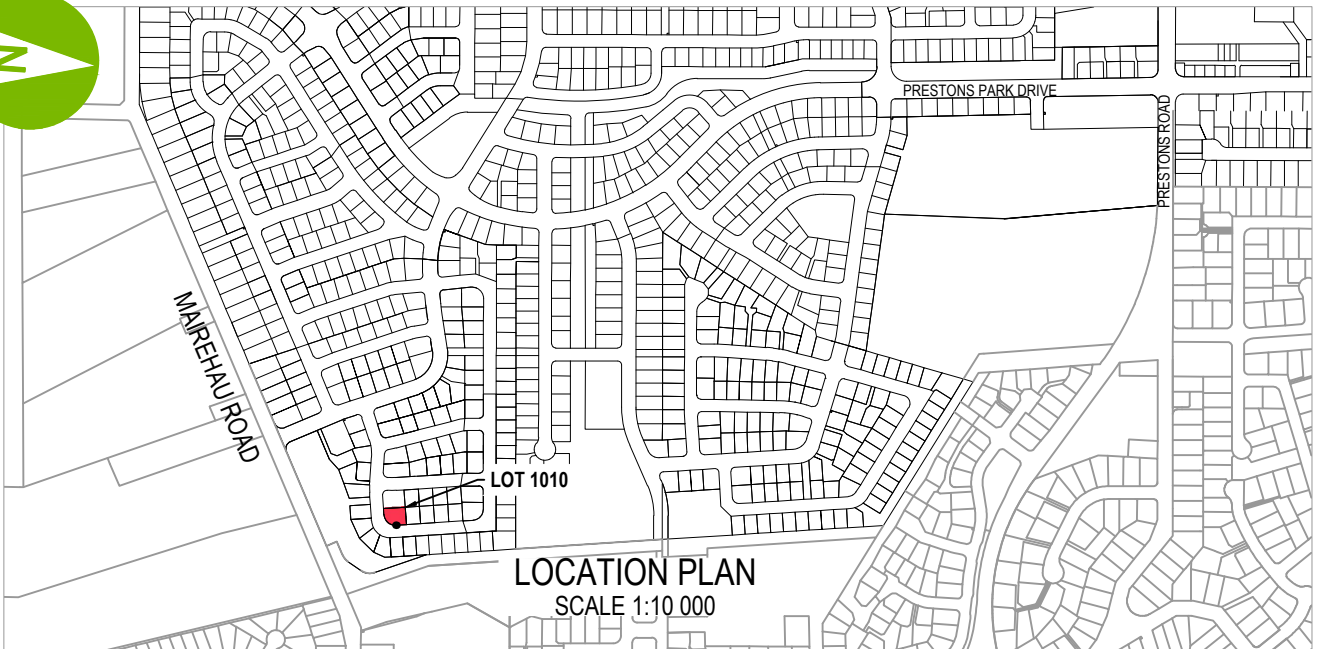 N
PRESTONS PARK DRIVE
PRESTONS ROAD
MAIREHAU ROAD
LOT 1010
LOCATION PLAN
SCALE 1:10 000